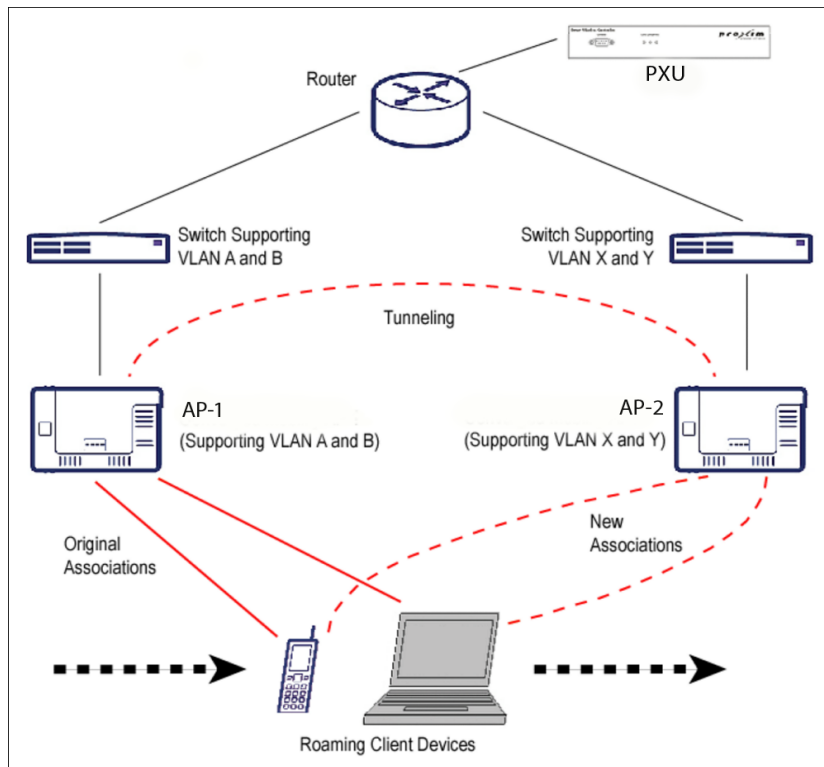 proxim
PXU
Router
Switch Supporting
VLAN A and B
Switch Supporting
VLAN X and Y
Tunneling
AP-1
(Supporting VLAN A and B)
AP-2
(Supporting VLAN X and Y)
Original
Associations
New
Associations
Roaming Client Devices